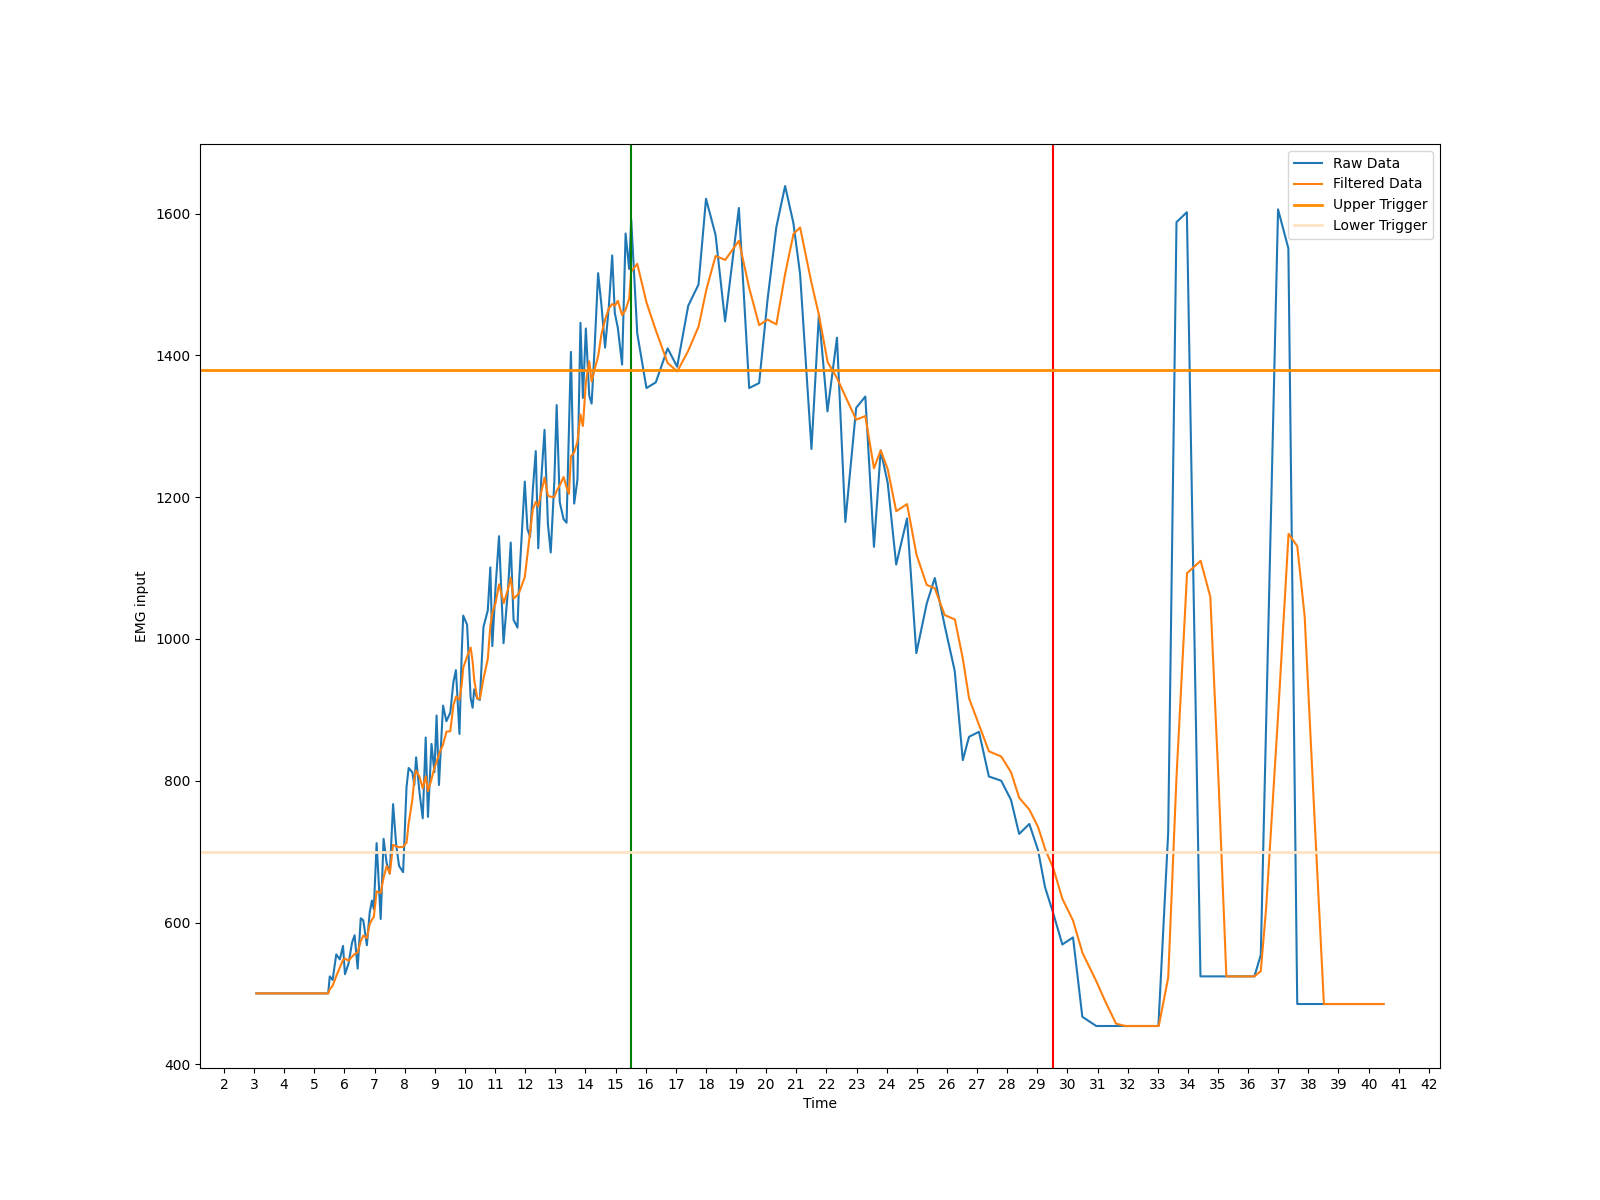 Raw Data
Filtered Data
Upper Trigger
Lower Trigger
1600
1400
1200
1000
800
600
400
EMG input
2 3 4 5 6 7 8 9 10 11 12 13 14 15 16 17 18 19 20 21 22 23 24 25 26 27 28 29 30 31 32 33 34 35 36 37 38 39 40 41 42
Time